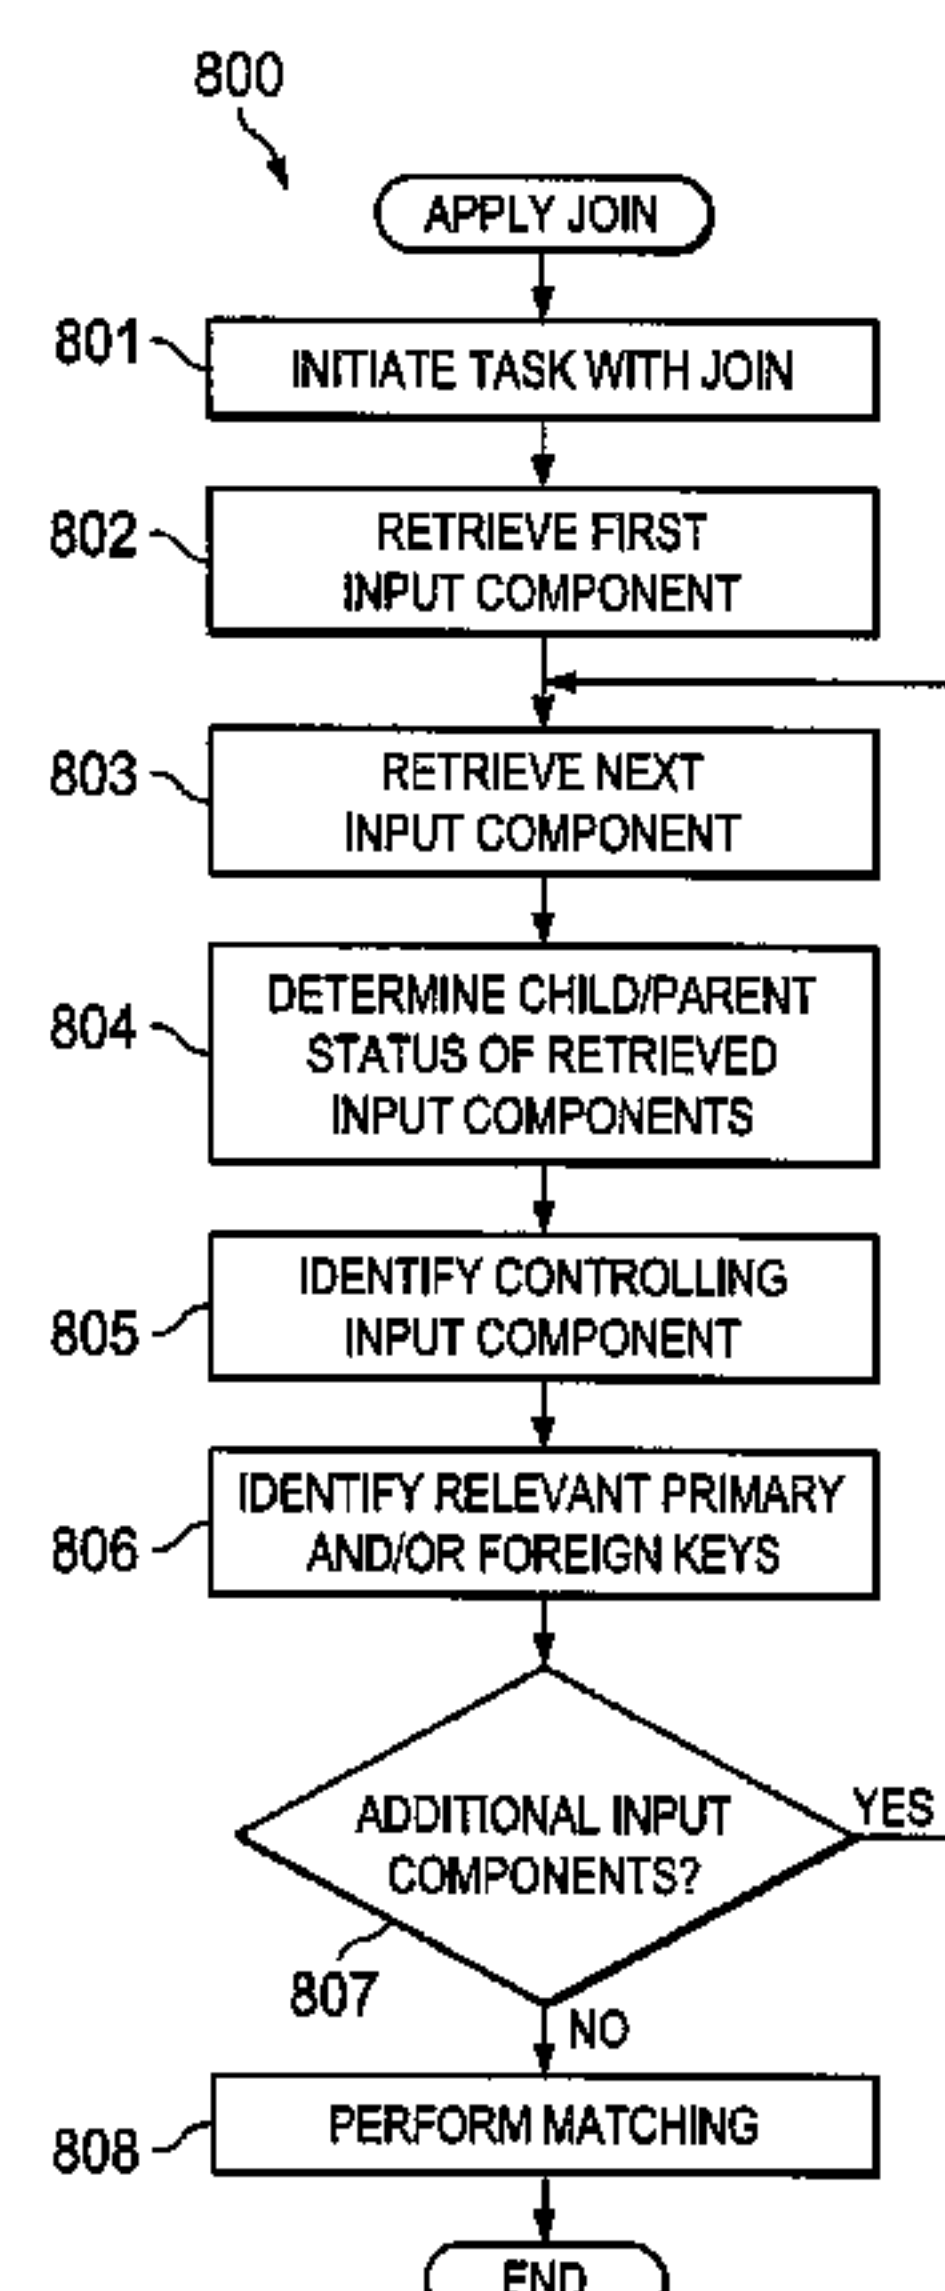 800
APPLY JOIN
801
INITIATE TASK WITH JOIN
802
RETRIEVE FIRST
INPUT COMPONENT
803
RETRIEVE NEXT
INPUT COMPONENT
804
DETERMINE CHILD/PARENT
STATUS OF RETRIEVED
INPUT COMPONENTS
805
IDENTIFY CONTROLLING
INPUT COMPONENT
806
IDENTIFY RELEVANT PRIMARY
AND/OR FOREIGN KEYS
ADDITIONAL INPUT
COMPONENTS?
YES
807
NO
808
PERFORM MATCHING
END